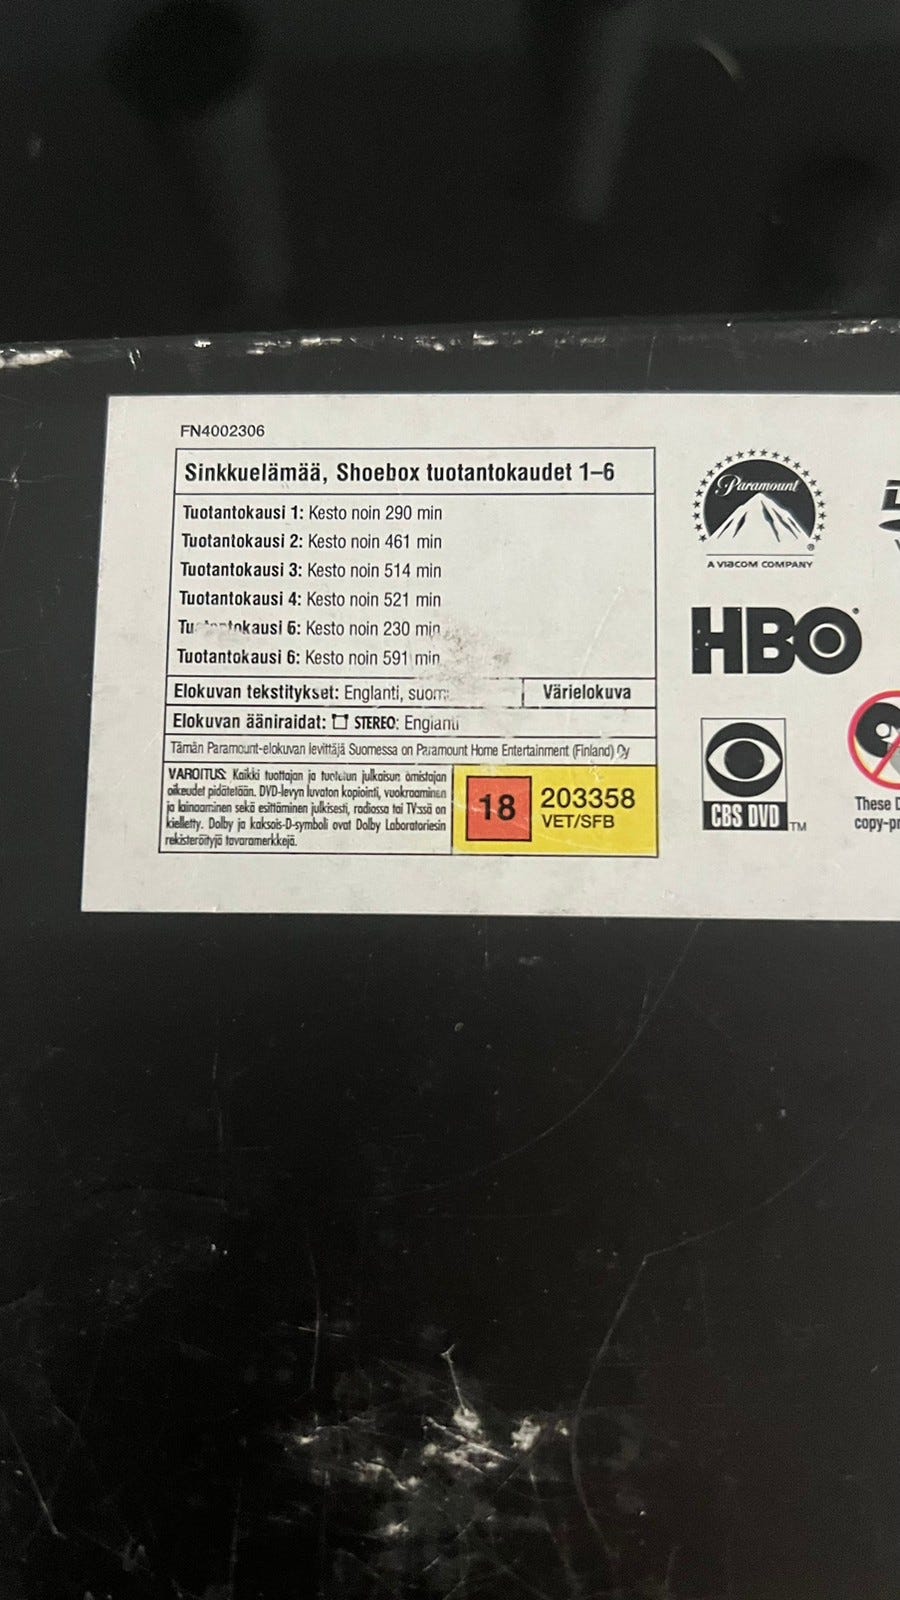 FN4002306
Sinkkuelämää, Shoebox tuotantokaudet 1–6
Tuotantokausi 1: Kesto noin 290 min
Tuotantokausi 2: Kesto noin 461 min
Tuotantokausi 3: Kesto noin 514 min
Tuotantokausi 4: Kesto noin 521 min
6: Kesto noin 230 min
Tuotantokausi 6: Kesto noin 591 min
Elokuvan tekstitykset: Englanti,
Värielokuva
Elokuvan ääniraidat: STEREO: Englanti
Tämän Paramount-elokuvan levittäjä Suomessa on Paramount Home Entertainment (Finland) Oy
VAROITUS: Kaikki tuottajan ja tuotetun julkaisun omistajan
oikeudet pidätetään. DVD-levyn luvaton kopiointi, vuokraaminen
ja lainaaminen sekä esittäminen julkisesti, radiossa tai TV:ssä on
kielletty. Dolby ja kaksois-D-symboli ovat Dolby Laboratoriesin
rekisteröityjä tavaramerkkejä.
18
203358
VET/SFB
Paramount
®
A VIACOM COMPANY
HBO®
CBS DVD TM
These